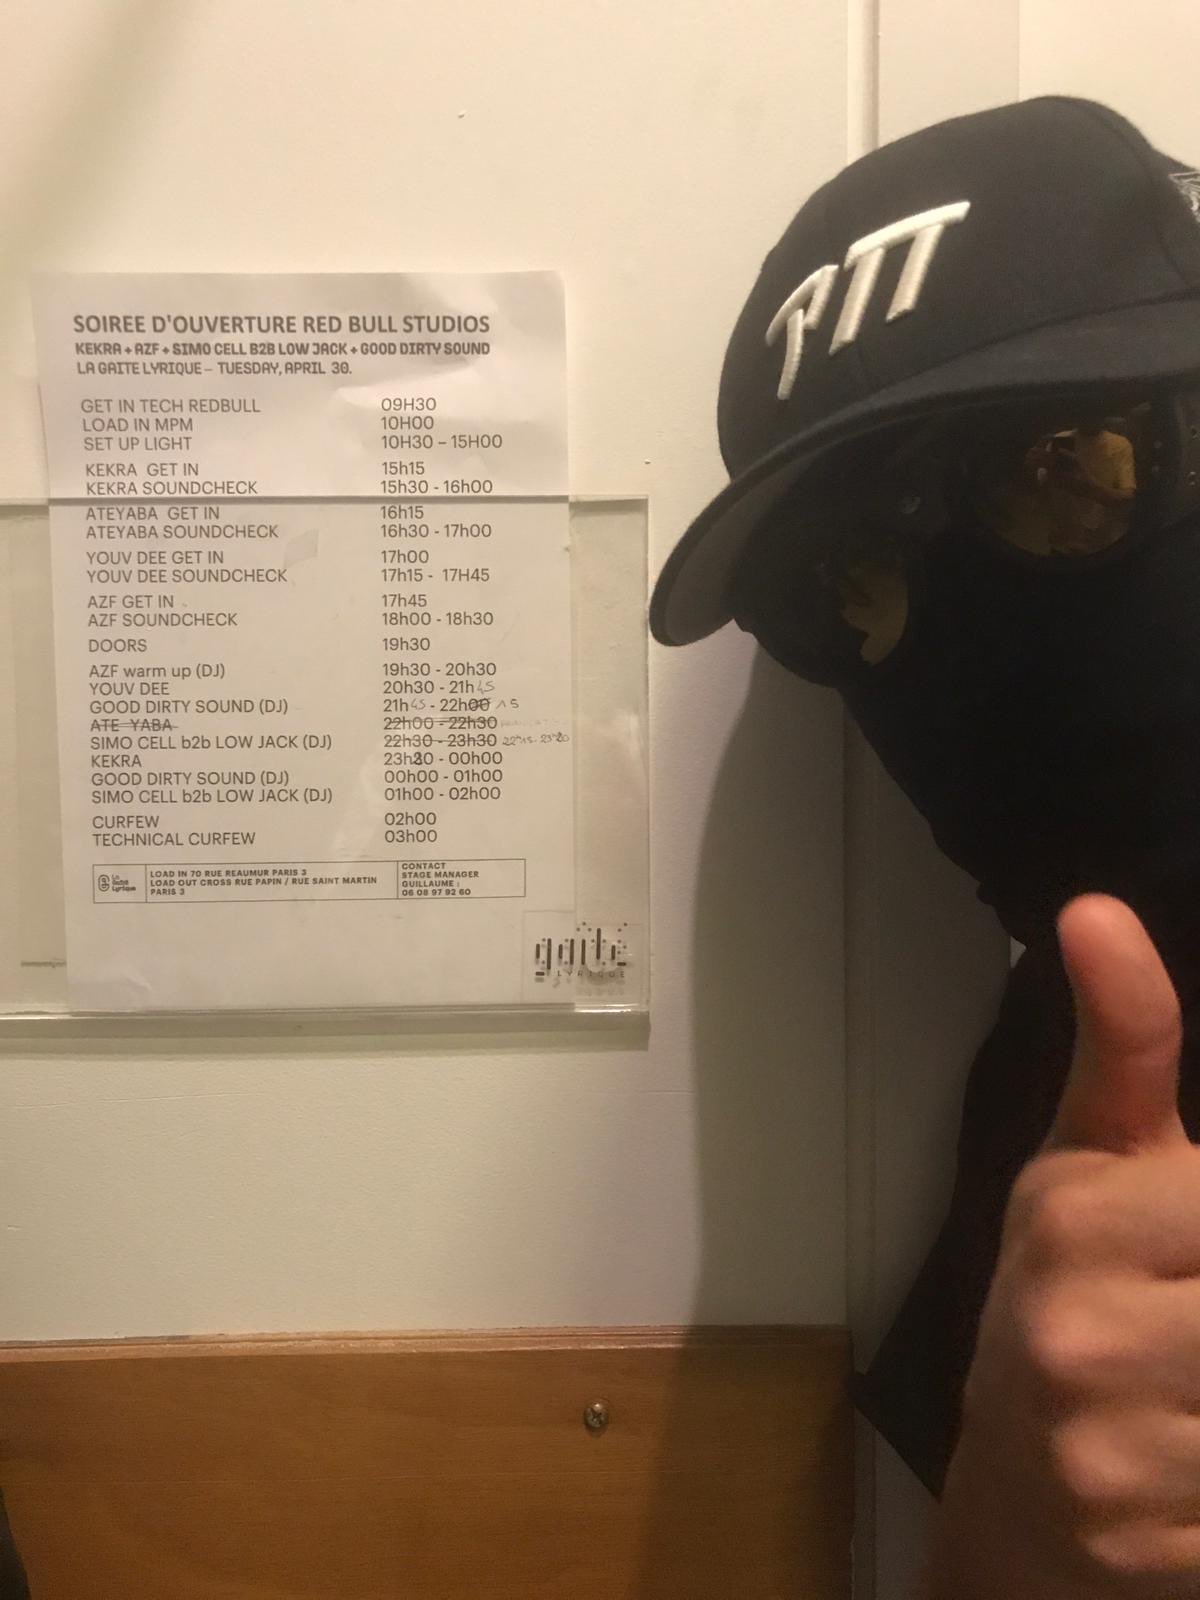 SOIREE D'OUVERTURE RED BULL STUDIOS
KEKRA + AZF + SIMO CELL B2B LOW JACK + GOOD DIRTY SOUND
LA GAITE LYRIQUE – TUESDAY, APRIL 30.
GET IN TECH REDBULL 09H30
LOAD IN MPM 10H00
SET UP LIGHT 10H30 – 15H00
KEKRA GET IN 15h15
KEKRA SOUNDCHECK 15h30 - 16h00
ATEYABA GET IN 16h15
ATEYABA SOUNDCHECK 16h30 - 17h00
YOUV DEE GET IN 17h00
YOUV DEE SOUNDCHECK 17h15 - 17H45
AZF GET IN 17h45
AZF SOUNDCHECK 18h00 - 18h30
DOORS 19h30
AZF warm up (DJ) 19h30 - 20h30
YOUV DEE 20h30 - 21h45
GOOD DIRTY SOUND (DJ) 21h45 - 22h00 15
ATE YABA 22h00 - 22h30
SIMO CELL b2b LOW JACK (DJ) 22h30 - 23h30 22h15 - 23h20
KEKRA 23h20 - 00h00
GOOD DIRTY SOUND (DJ) 00h00 - 01h00
SIMO CELL b2b LOW JACK (DJ) 01h00 - 02h00
CURFEW 02h00
TECHNICAL CURFEW 03h00
La Gaîté Lyrique
LOAD IN 70 RUE REAUMUR PARIS 3
LOAD OUT CROSS RUE PAPIN / RUE SAINT MARTIN
PARIS 3
CONTACT
STAGE MANAGER
GUILLAUME :
06 08 97 92 60
gaîté
LYRIQUE